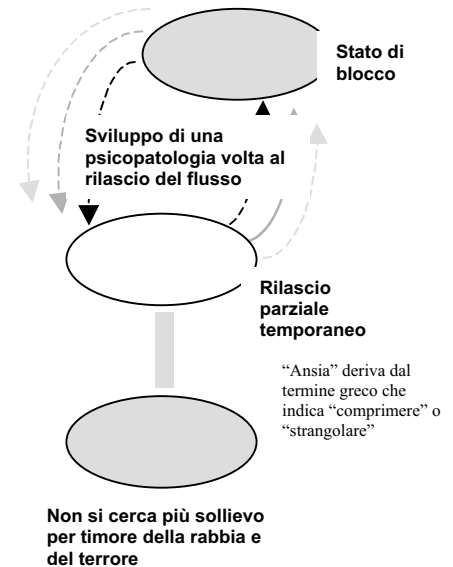 Stato di
blocco
Sviluppo di una
psicopatologia volta al
rilascio del flusso
Rilascio
parziale
temporaneo
“Ansia” deriva dal
termine greco che
indica “comprimere” o
“strangolare”
Non si cerca più sollievo
per timore della rabbia e
del terrore